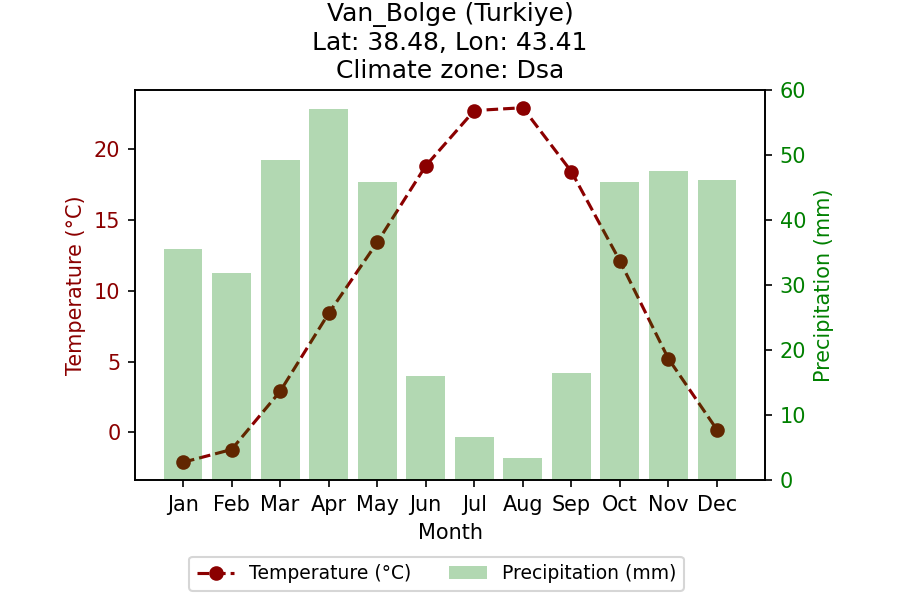 Van_Bolge (Turkiye)
Lat: 38.48, Lon: 43.41
Climate zone: Dsa
Temperature (°C)
20
15
10
5
0
60
50
40
30
20
10
0
Precipitation (mm)
Jan Feb Mar Apr May Jun Jul Aug Sep Oct Nov Dec
Month
Temperature (°C) Precipitation (mm)